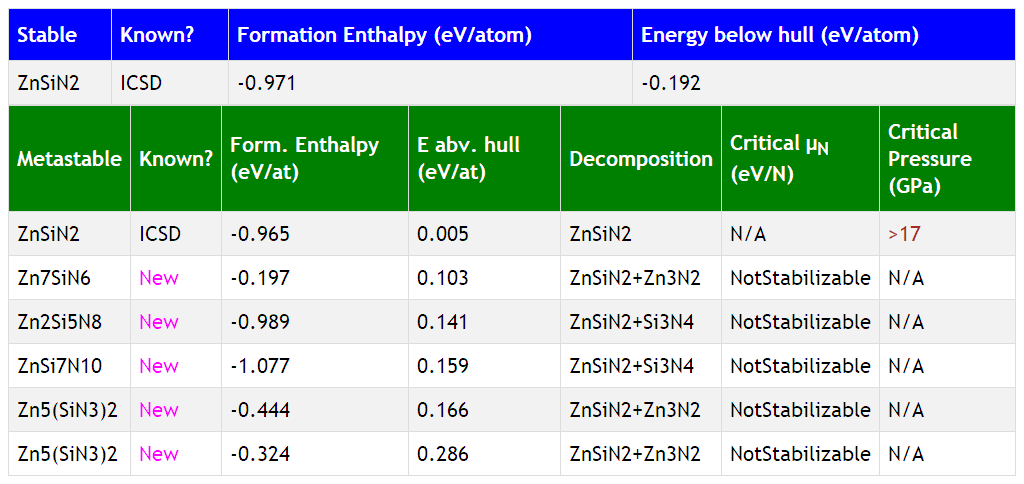 Stable Known? Formation Enthalpy (eV/atom) Energy below hull (eV/atom)
ZnSiN2 ICSD -0.971 -0.192
Metastable Known? Form. Enthalpy (eV/at) E abv. hull (eV/at) Decomposition Critical μN (eV/N) Critical Pressure (GPa)
ZnSiN2 ICSD -0.965 0.005 ZnSiN2 N/A >17
Zn7SiN6 New -0.197 0.103 ZnSiN2+Zn3N2 NotStabilizable N/A
Zn2Si5N8 New -0.989 0.141 ZnSiN2+Si3N4 NotStabilizable N/A
ZnSi7N10 New -1.077 0.159 ZnSiN2+Si3N4 NotStabilizable N/A
Zn5(SiN3)2 New -0.444 0.166 ZnSiN2+Zn3N2 NotStabilizable N/A
Zn5(SiN3)2 New -0.324 0.286 ZnSiN2+Zn3N2 NotStabilizable N/A